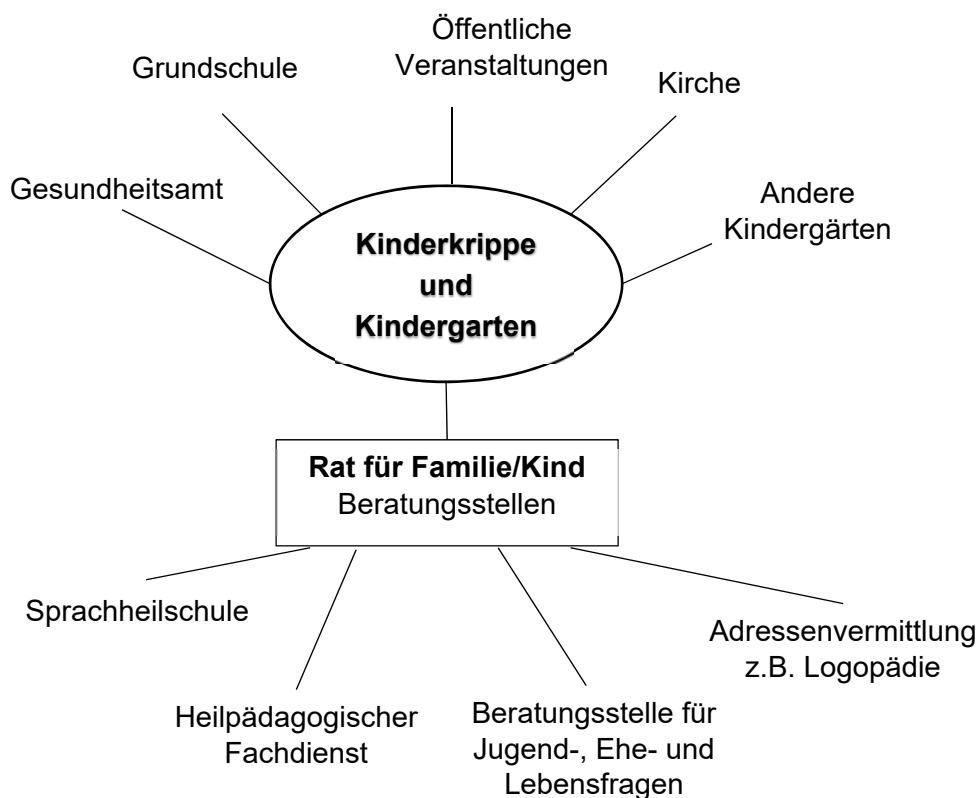 Öffentliche
Veranstaltungen
Grundschule
Kirche
Gesundheitsamt
Andere
Kindergärten
Kinderkrippe
und
Kindergarten
Rat für Familie/Kind
Beratungsstellen
Sprachheilschule
Adressenvermittlung
z.B. Logopädie
Heilpädagogischer
Fachdienst
Beratungsstelle für
Jugend-, Ehe- und
Lebensfragen